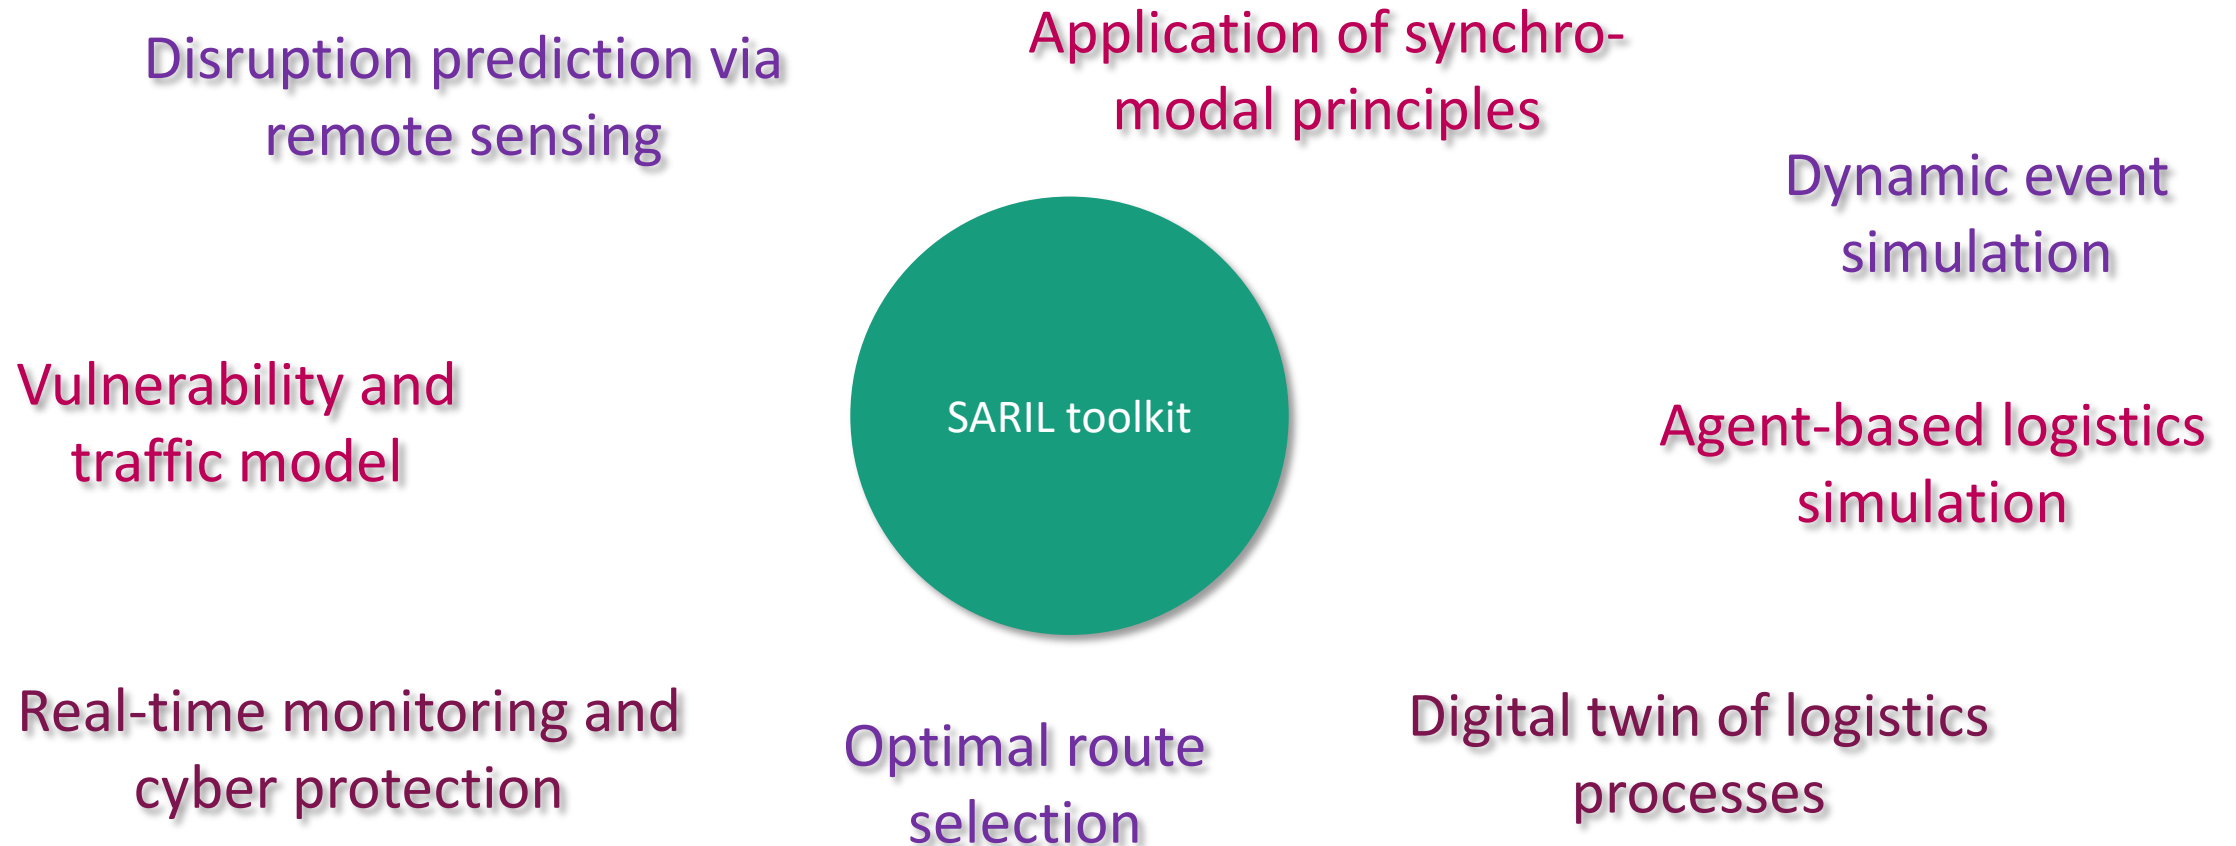 Disruption prediction via
remote sensing
Application of synchro-
modal principles
Dynamic event
simulation
Vulnerability and
traffic model
SARIL toolkit
Agent-based logistics
simulation
Real-time monitoring and
cyber protection
Optimal route
selection
Digital twin of logistics
processes